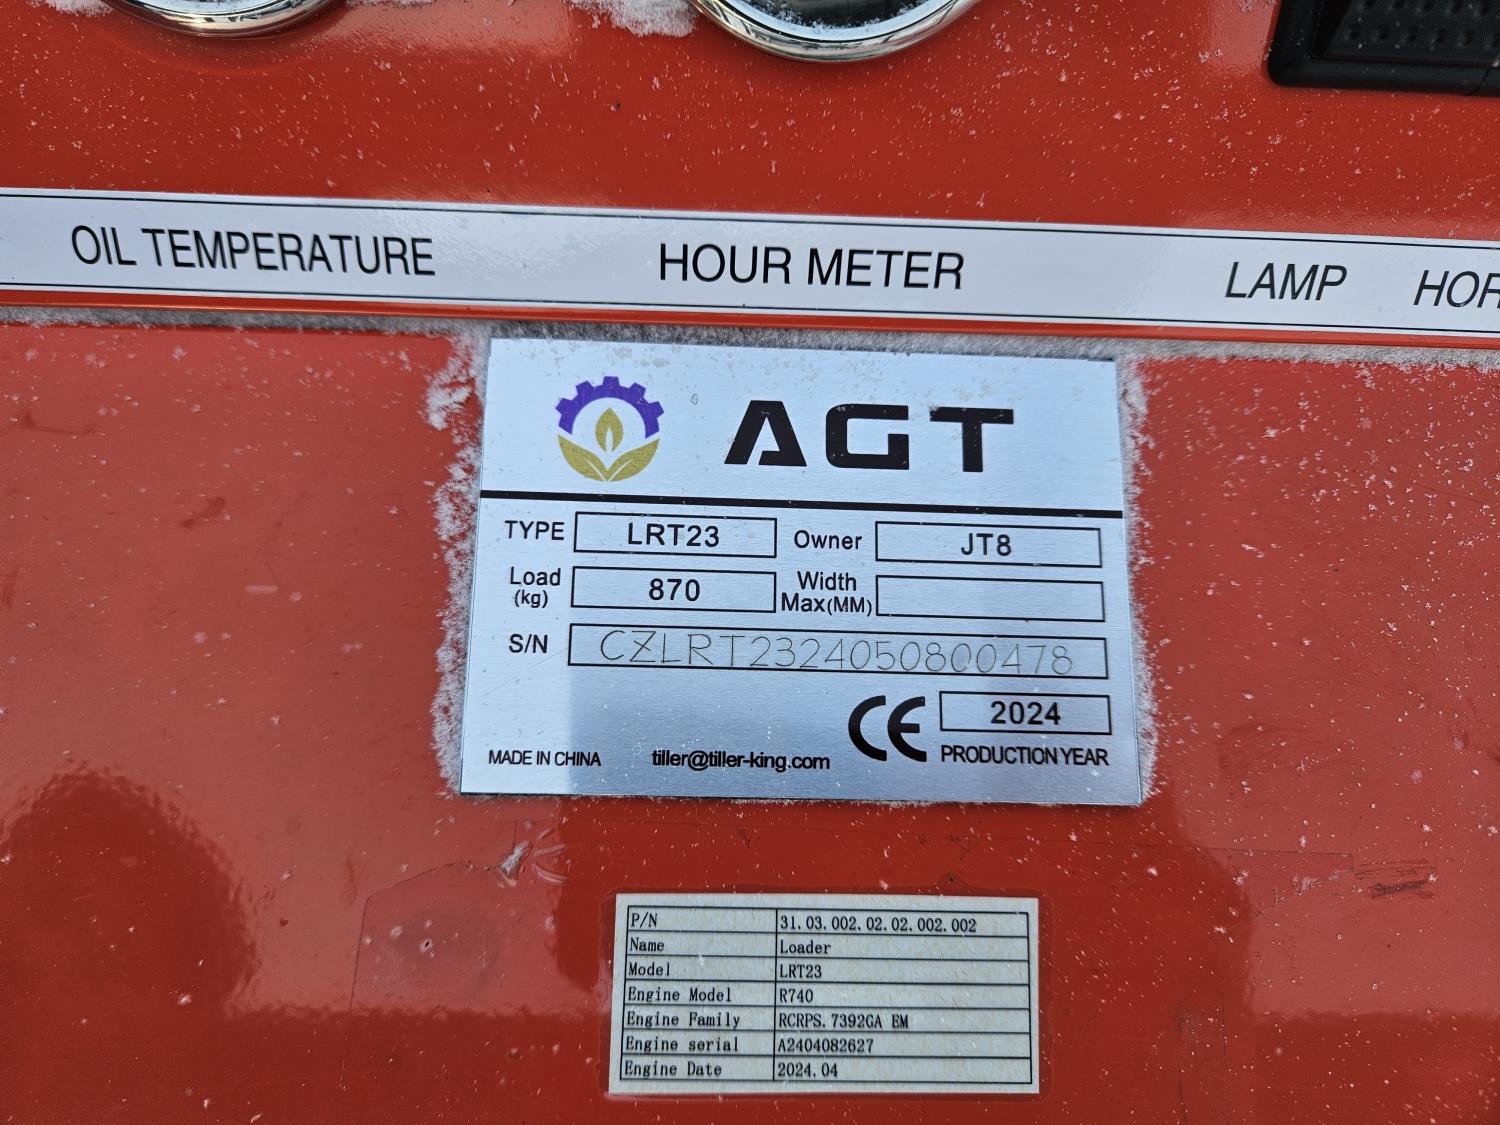 OIL TEMPERATURE HOUR METER LAMP HOR
AGT
TYPE LRT23 Owner JT8
Load (kg) 870 Width Max(MM)
S/N CZLRT2324050800478
CE 2024
MADE IN CHINA tiller@tiller-king.com PRODUCTION YEAR
P/N 31.03.002.02.02.002.002
Name Loader
Model LRT23
Engine Model R740
Engine Family RCRPS.7392GA EM
Engine serial A2404082627
Engine Date 2024.04